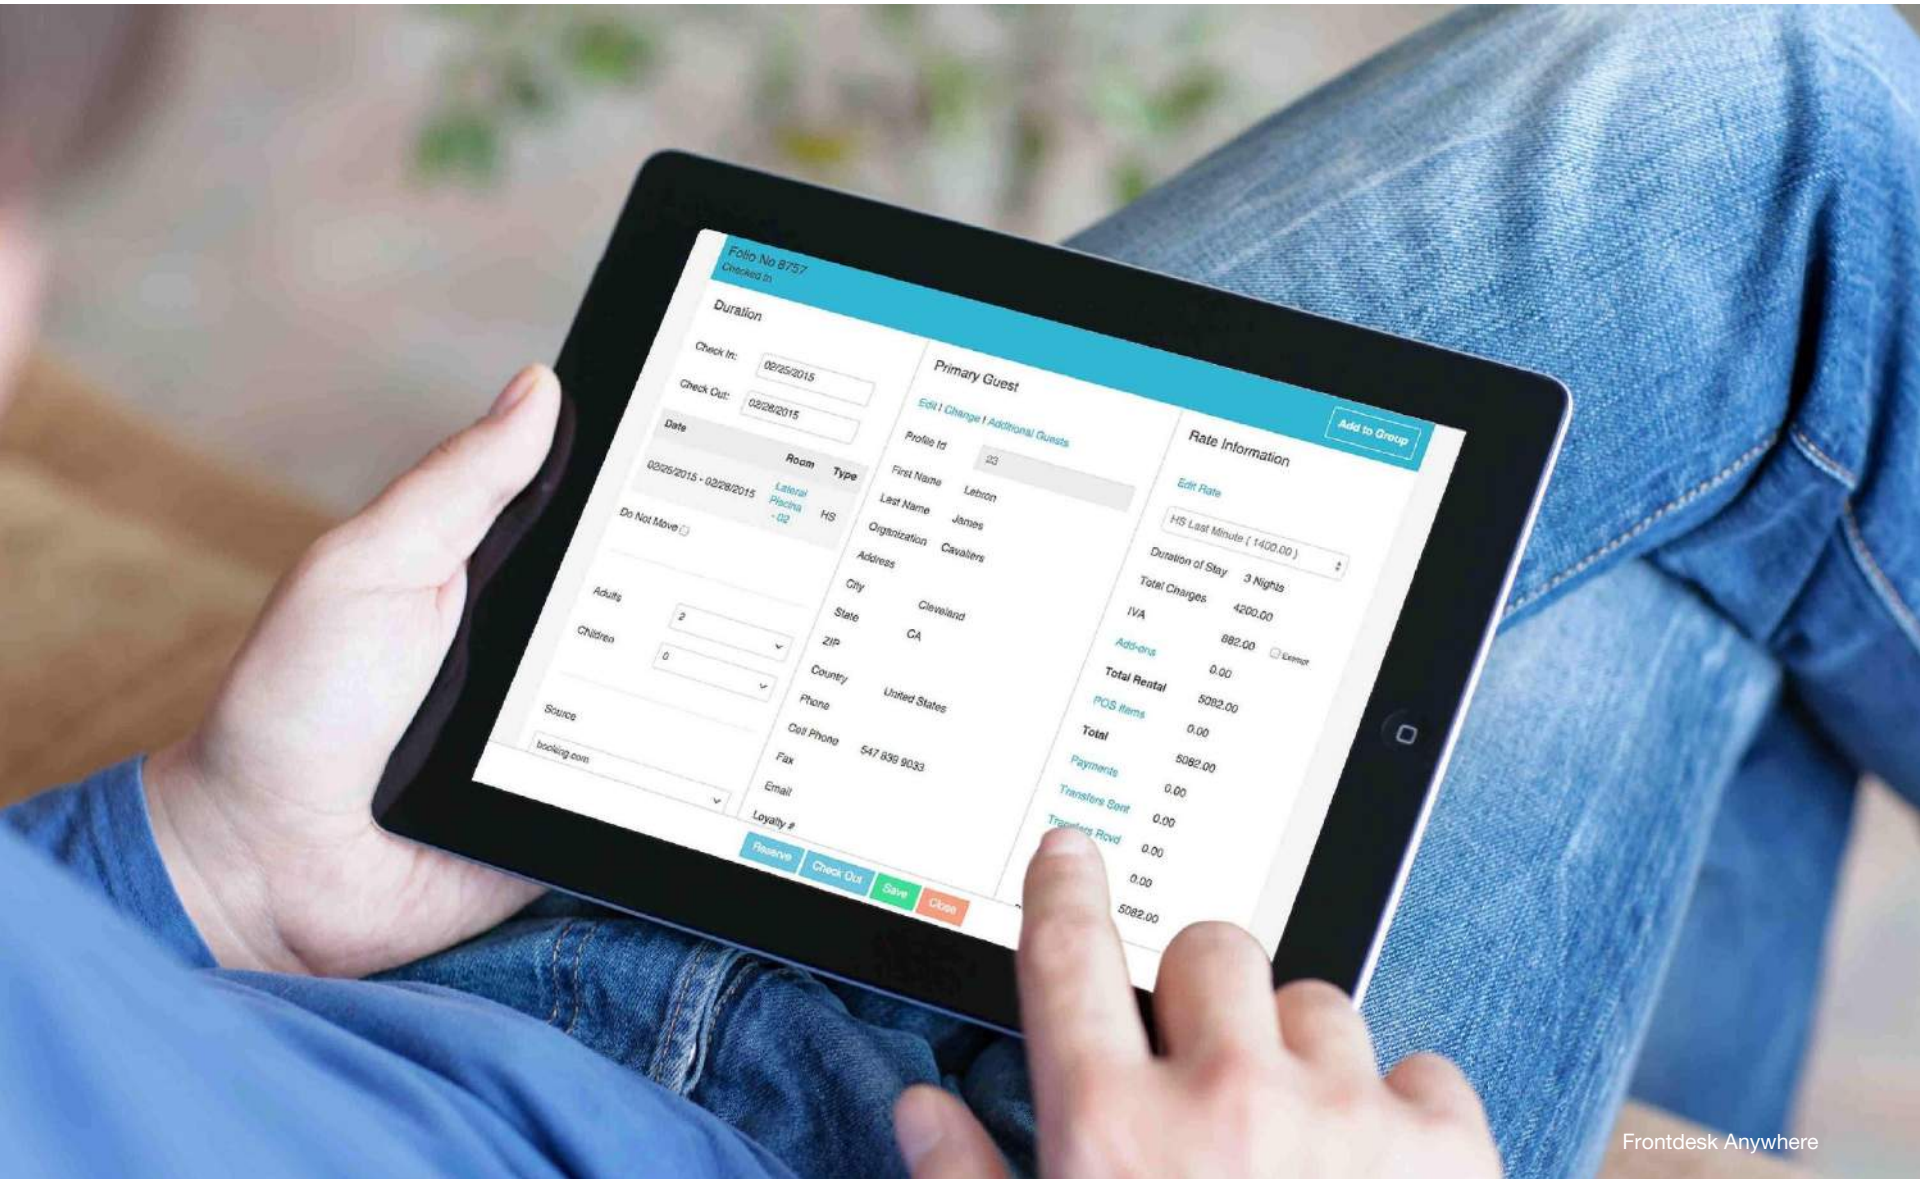 Folio No 8757
Checked In
Add to Group
Duration
Check In: 02/25/2015
Check Out: 02/28/2015
Date Room Type
02/25/2015 - 02/28/2015 Lateral Piscina - 02 HS
Do Not Move
Adults 2
Children 0
Source
booking.com
Primary Guest
Edit | Change | Additional Guests
Profile Id 23
First Name Lebron
Last Name James
Organization Cavaliers
Address
City Cleveland
State CA
ZIP
Country United States
Phone
Cell Phone 547 839 9033
Fax
Email
Loyalty #
Rate Information
Edit Rate
HS Last Minute ( 1400.00 )
Duration of Stay 3 Nights
Total Charges 4200.00
IVA 882.00 Exempt
Add-ons 0.00
Total Rental 5082.00
POS Items 0.00
Total 5082.00
Payments 0.00
Transfers Sent 0.00
Transfers Rcvd 0.00
0.00
5082.00
Reserve Check Out Save Close
Frontdesk Anywhere